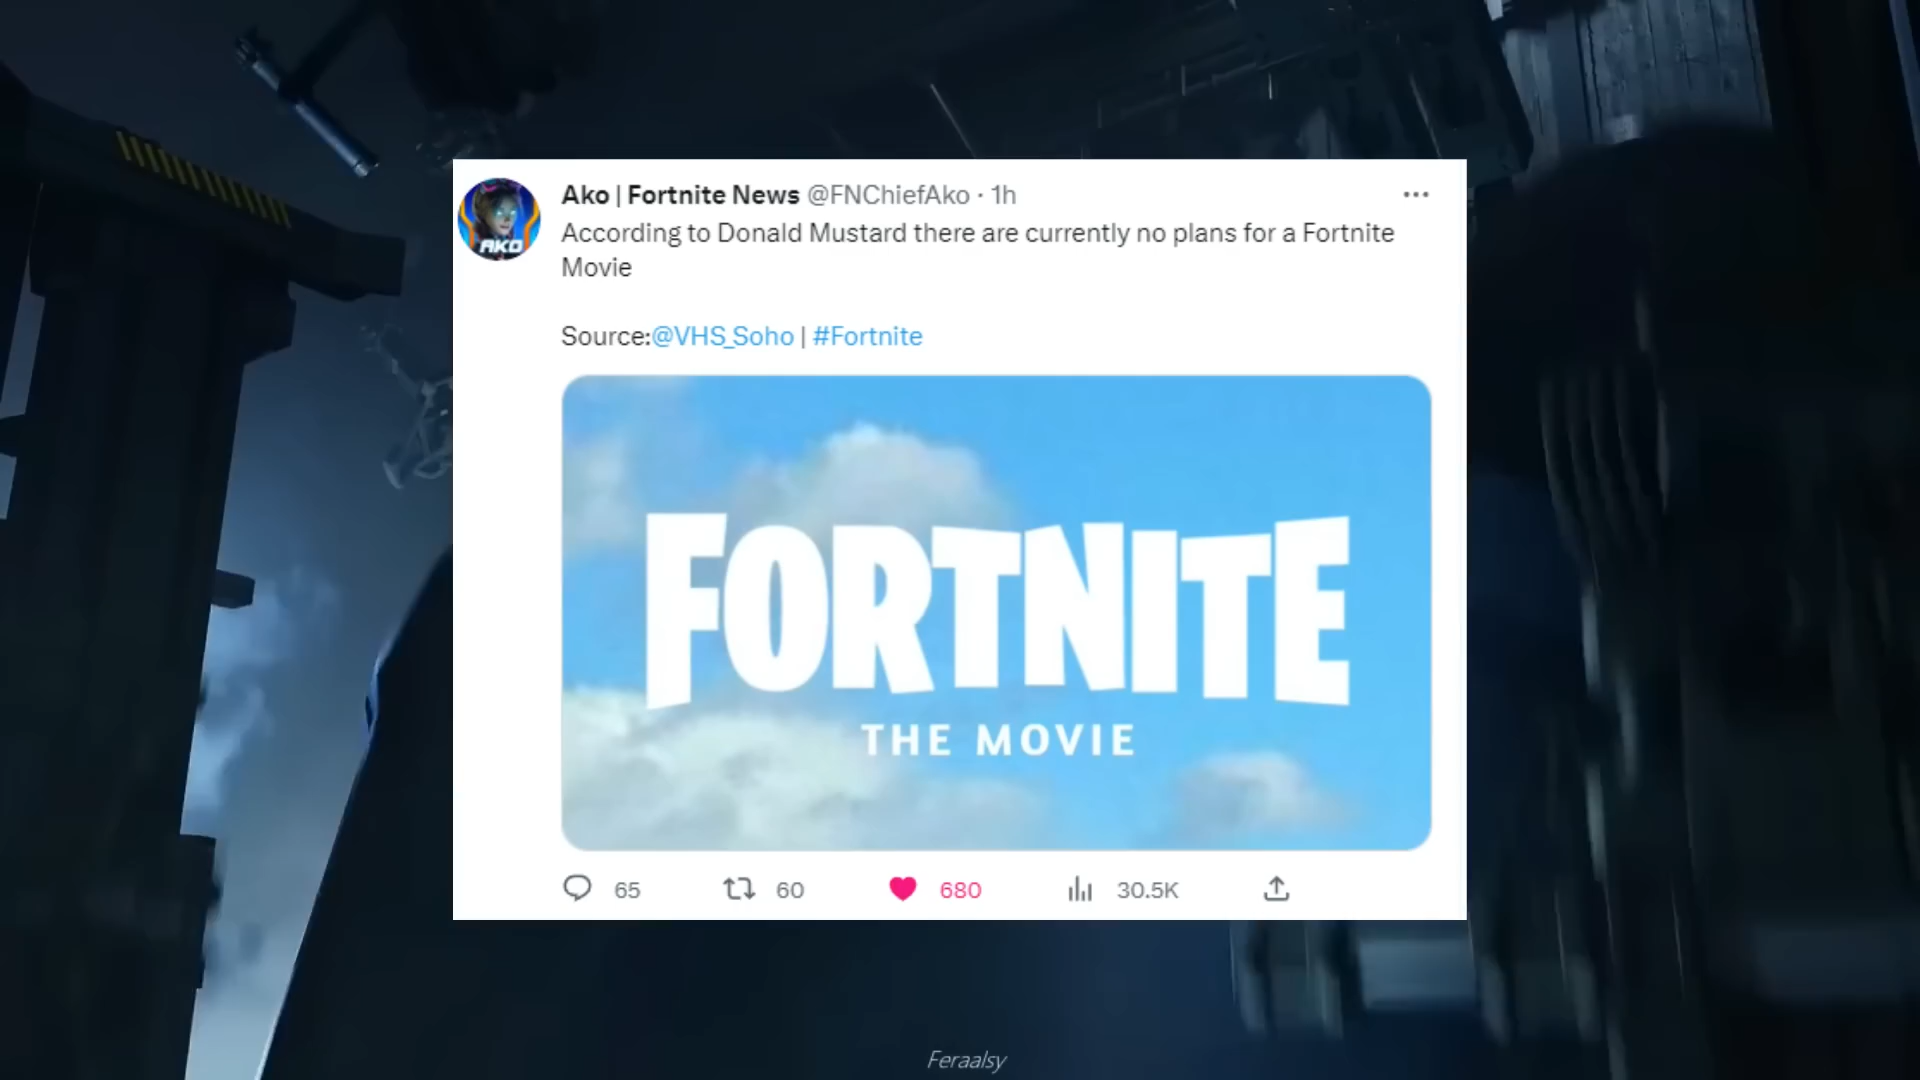 Ako | Fortnite News @FNChiefAko · 1h
According to Donald Mustard there are currently no plans for a Fortnite
Movie
Source:@VHS_Soho | #Fortnite
AKO
FORTNITE
THE MOVIE
65 60 680 30.5K
Feraalsy